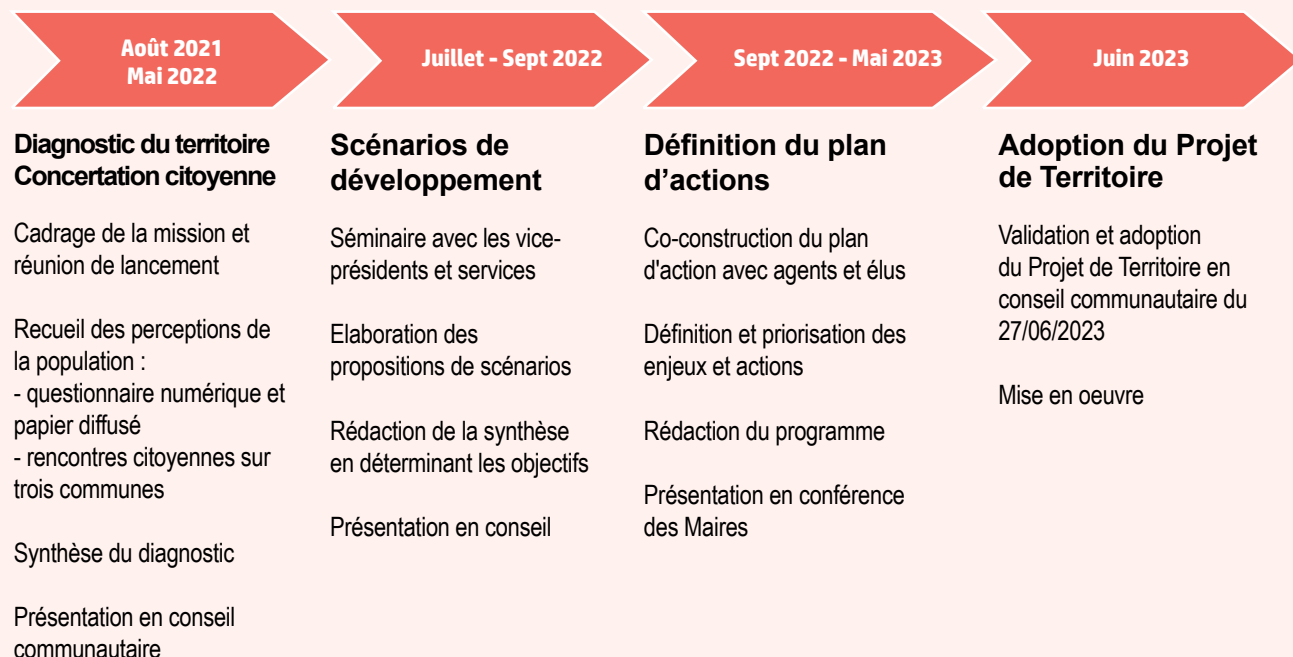 Août 2021
Mai 2022
Juillet - Sept 2022
Sept 2022 - Mai 2023
Juin 2023
Diagnostic du territoire
Concertation citoyenne
Cadrage de la mission et
réunion de lancement
Recueil des perceptions de
la population :
- questionnaire numérique et
papier diffusé
- rencontres citoyennes sur
trois communes
Synthèse du diagnostic
Présentation en conseil
communautaire
Scénarios de
développement
Séminaire avec les vice-
présidents et services
Elaboration des
propositions de scénarios
Rédaction de la synthèse
en déterminant les objectifs
Présentation en conseil
Définition du plan
d’actions
Co-construction du plan
d'action avec agents et élus
Définition et priorisation des
enjeux et actions
Rédaction du programme
Présentation en conférence
des Maires
Adoption du Projet
de Territoire
Validation et adoption
du Projet de Territoire en
conseil communautaire du
27/06/2023
Mise en oeuvre